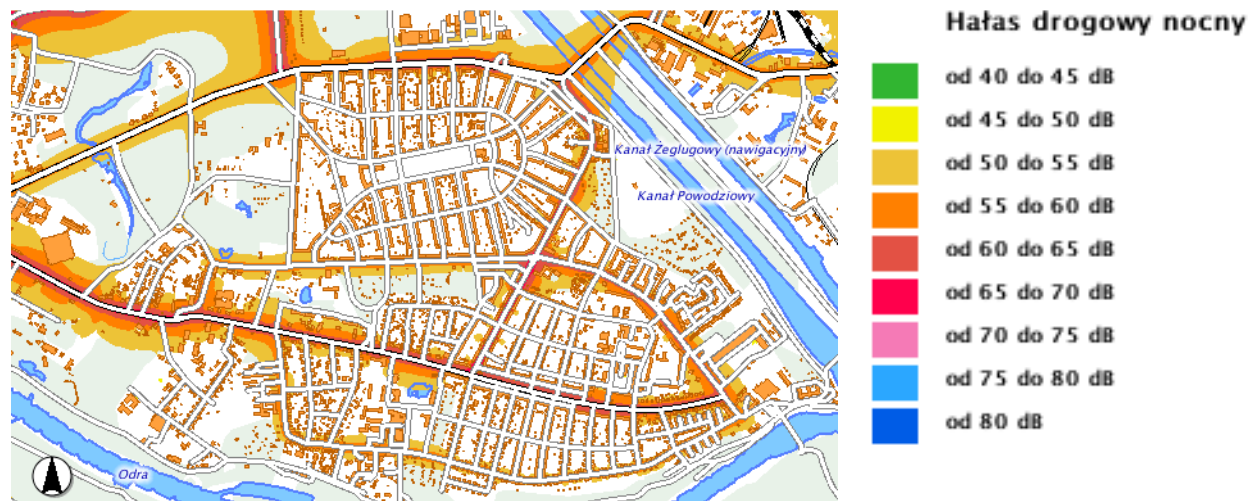 Hałas drogowy nocny
od 40 do 45 dB
od 45 do 50 dB
od 50 do 55 dB
od 55 do 60 dB
od 60 do 65 dB
od 65 do 70 dB
od 70 do 75 dB
od 75 do 80 dB
od 80 dB
Kanał Żeglugowy (nawigacyjny)
Kanał Powodziowy
Odra